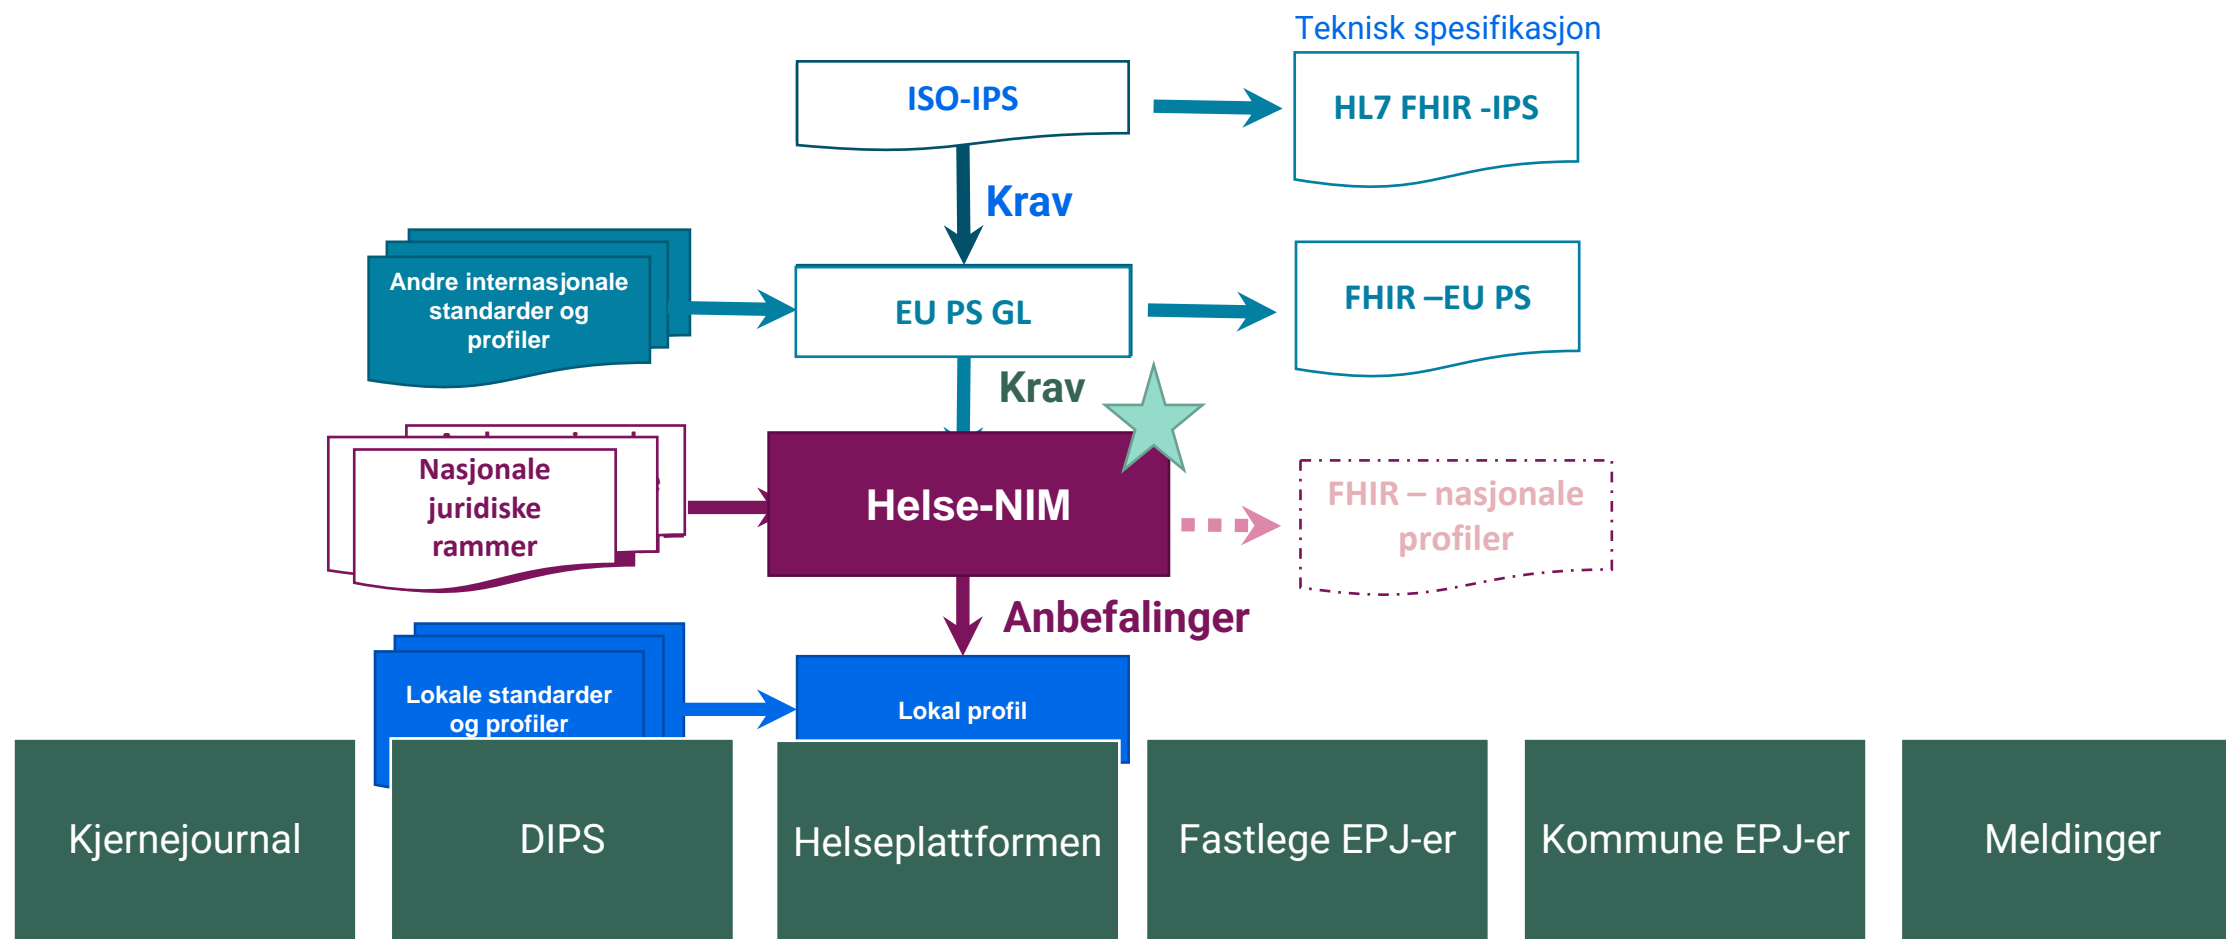 Teknisk spesifikasjon
ISO-IPS
HL7 FHIR -IPS
Krav
Andre internasjonale
standarder og
profiler
EU PS GL
FHIR –EU PS
Krav
Nasjonale
juridiske
rammer
Helse-NIM
FHIR – nasjonale
profiler
Anbefalinger
Lokale standarder
og profiler
Lokal profil
Kjernejournal
DIPS
Helseplattformen
Fastlege EPJ-er
Kommune EPJ-er
Meldinger